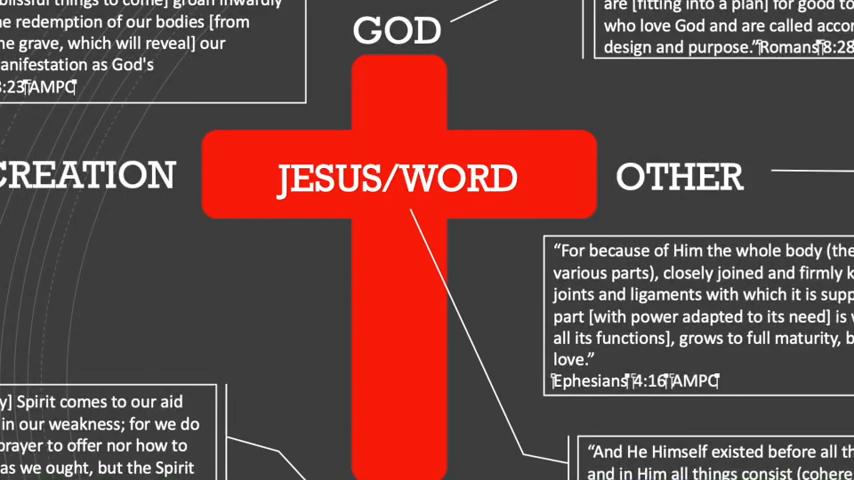 blissful things to come] groan inwardly
redemption of our bodies [from
grave, which will reveal] our
manifestation as God's
8:23 AMPC
GOD
are [fitting into a plan] for good to
who love God and are called
design and purpose.” Romans 8:28
CREATION
JESUS/WORD
OTHER
“For because of Him the whole body (the
various parts), closely joined and firmly
joints and ligaments with which it is
part [with power adapted to its need] is
all its functions], grows to full maturity,
love.”
Ephesians 4:16 AMPC
Spirit comes to our aid
in our weakness; for we do
prayer to offer nor how to
as we ought, but the Spirit
“And He Himself existed before all
and in Him all things consist (cohere